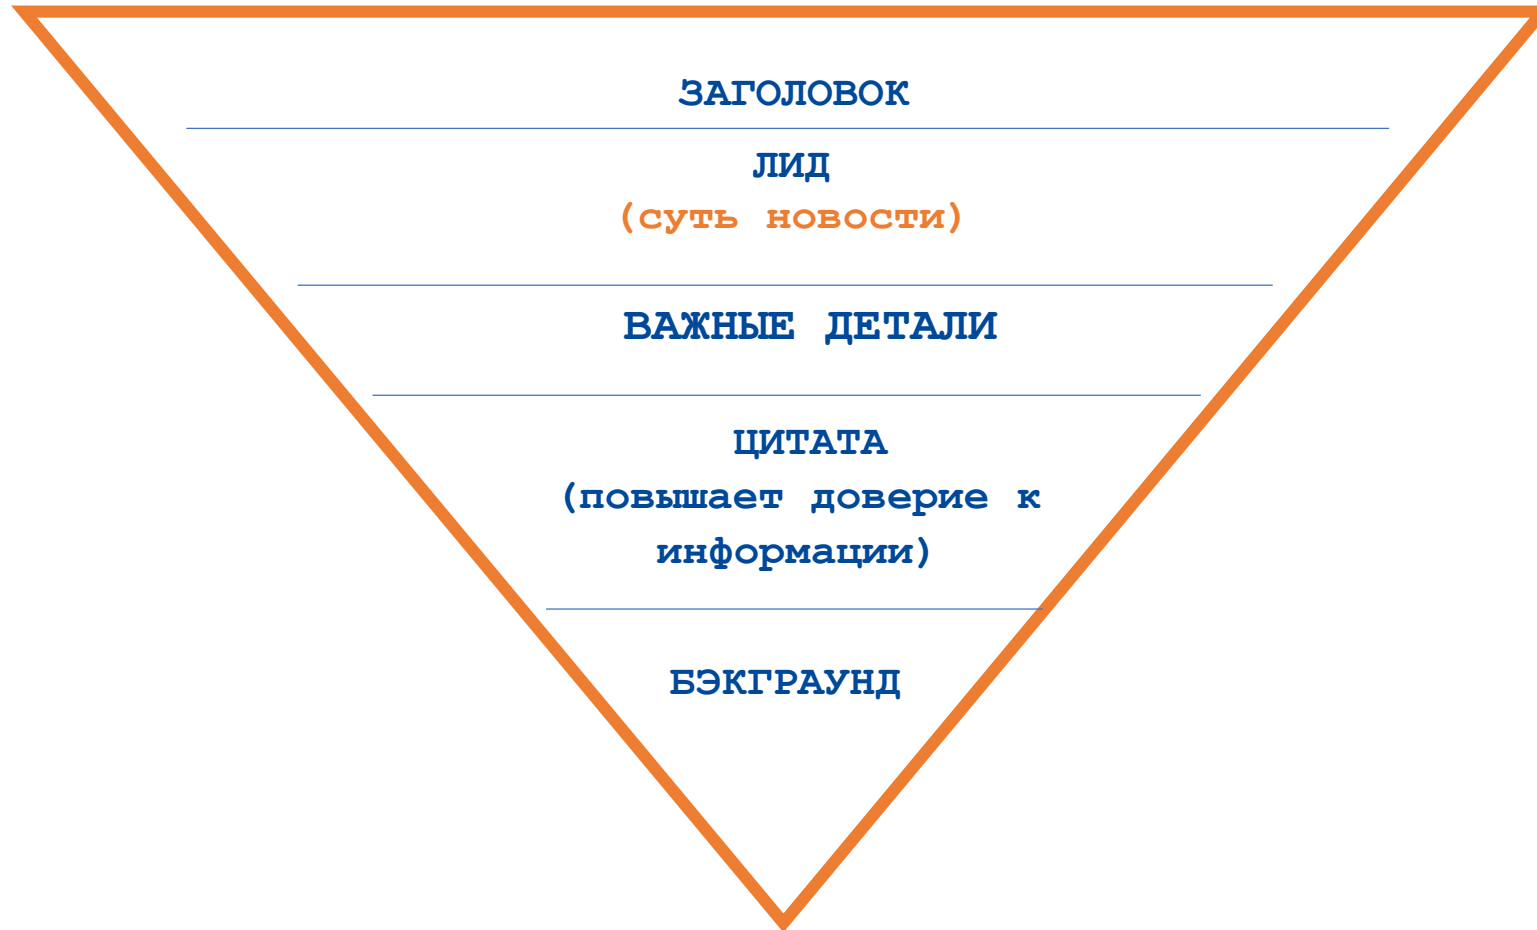 ЗАГОЛОВОК
ЛИД
(суть новости)
ВАЖНЫЕ ДЕТАЛИ
ЦИТАТА
(повышает доверие к
информации)
БЭКГРАУНД